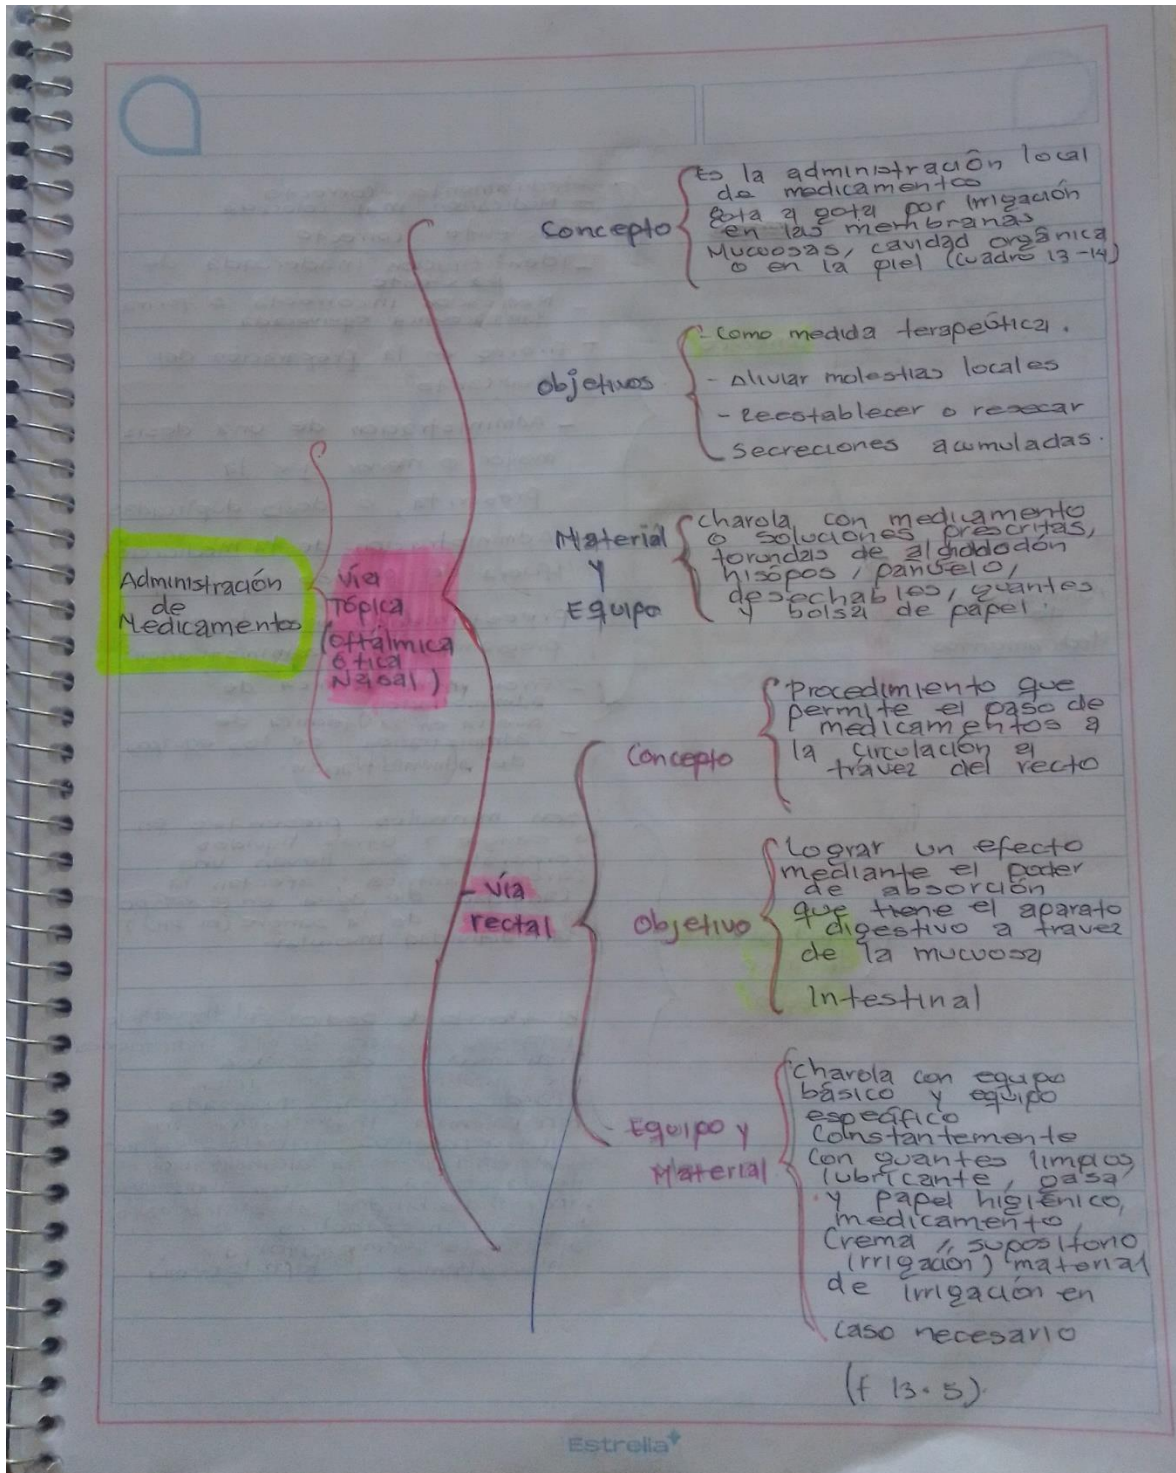 Administración
de
Medicamentos
Vía
Tópica
(Oftálmica
ótica
Nasal)
Concepto
Es la administración local
de medicamentos
gota a gota por irrigación
en las membranas
Mucuosas, cavidad orgánica
o en la piel (cuadro 13-14)
Objetivos
- Como medida terapeútica.
- Aliviar molestias locales
- Reestablecer o resecar
secreciones acumuladas.
Material
y
Equipo
charola con medicamento
o soluciones prescritas,
torundas de algododón
hisópos, pañuelo,
desechables, guantes
y bolsa de papel.
- Vía
rectal
Concepto
Procedimiento que
permite el paso de
medicamentos a
la circulación a
travez del recto
Objetivo
Lograr un efecto
mediante el poder
de absorción
que tiene el aparato
digestivo a travez
de la mucuosa
Intestinal
- Equipo y
Material
Charola con equipo
básico y equipo
específico
Constantemente
con guantes limpios,
lubricante, gasa
y papel higiénico,
medicamento,
Crema, supositorio
irrigación) material
de irrigación en
caso necesario
(f 13.5).
Estrella